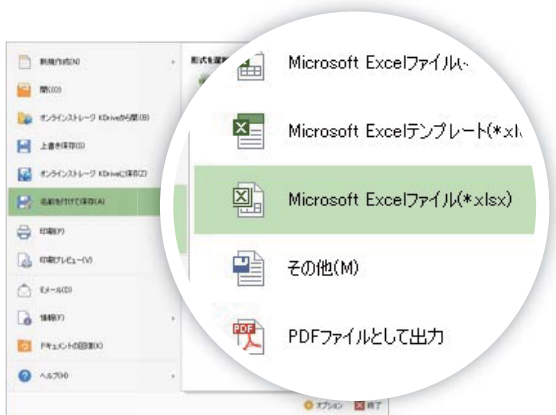 新規作成(N)
開く(O)
オンラインストレージ KDriveから開く(B)
上書き保存(S)
オンラインストレージ KDriveに保存(Z)
名前を付けて保存(A)
印刷(P)
印刷プレビュー(V)
Eメール(D)
情報(F)
ドキュメントの回復(K)
ヘルプ(H)
形式を選択
Microsoft Excelファイル(
Microsoft Excelテンプレート(*.xl
Microsoft Excelファイル(*.xlsx)
その他(M)
PDFファイルとして出力
PDF
オプション
終了